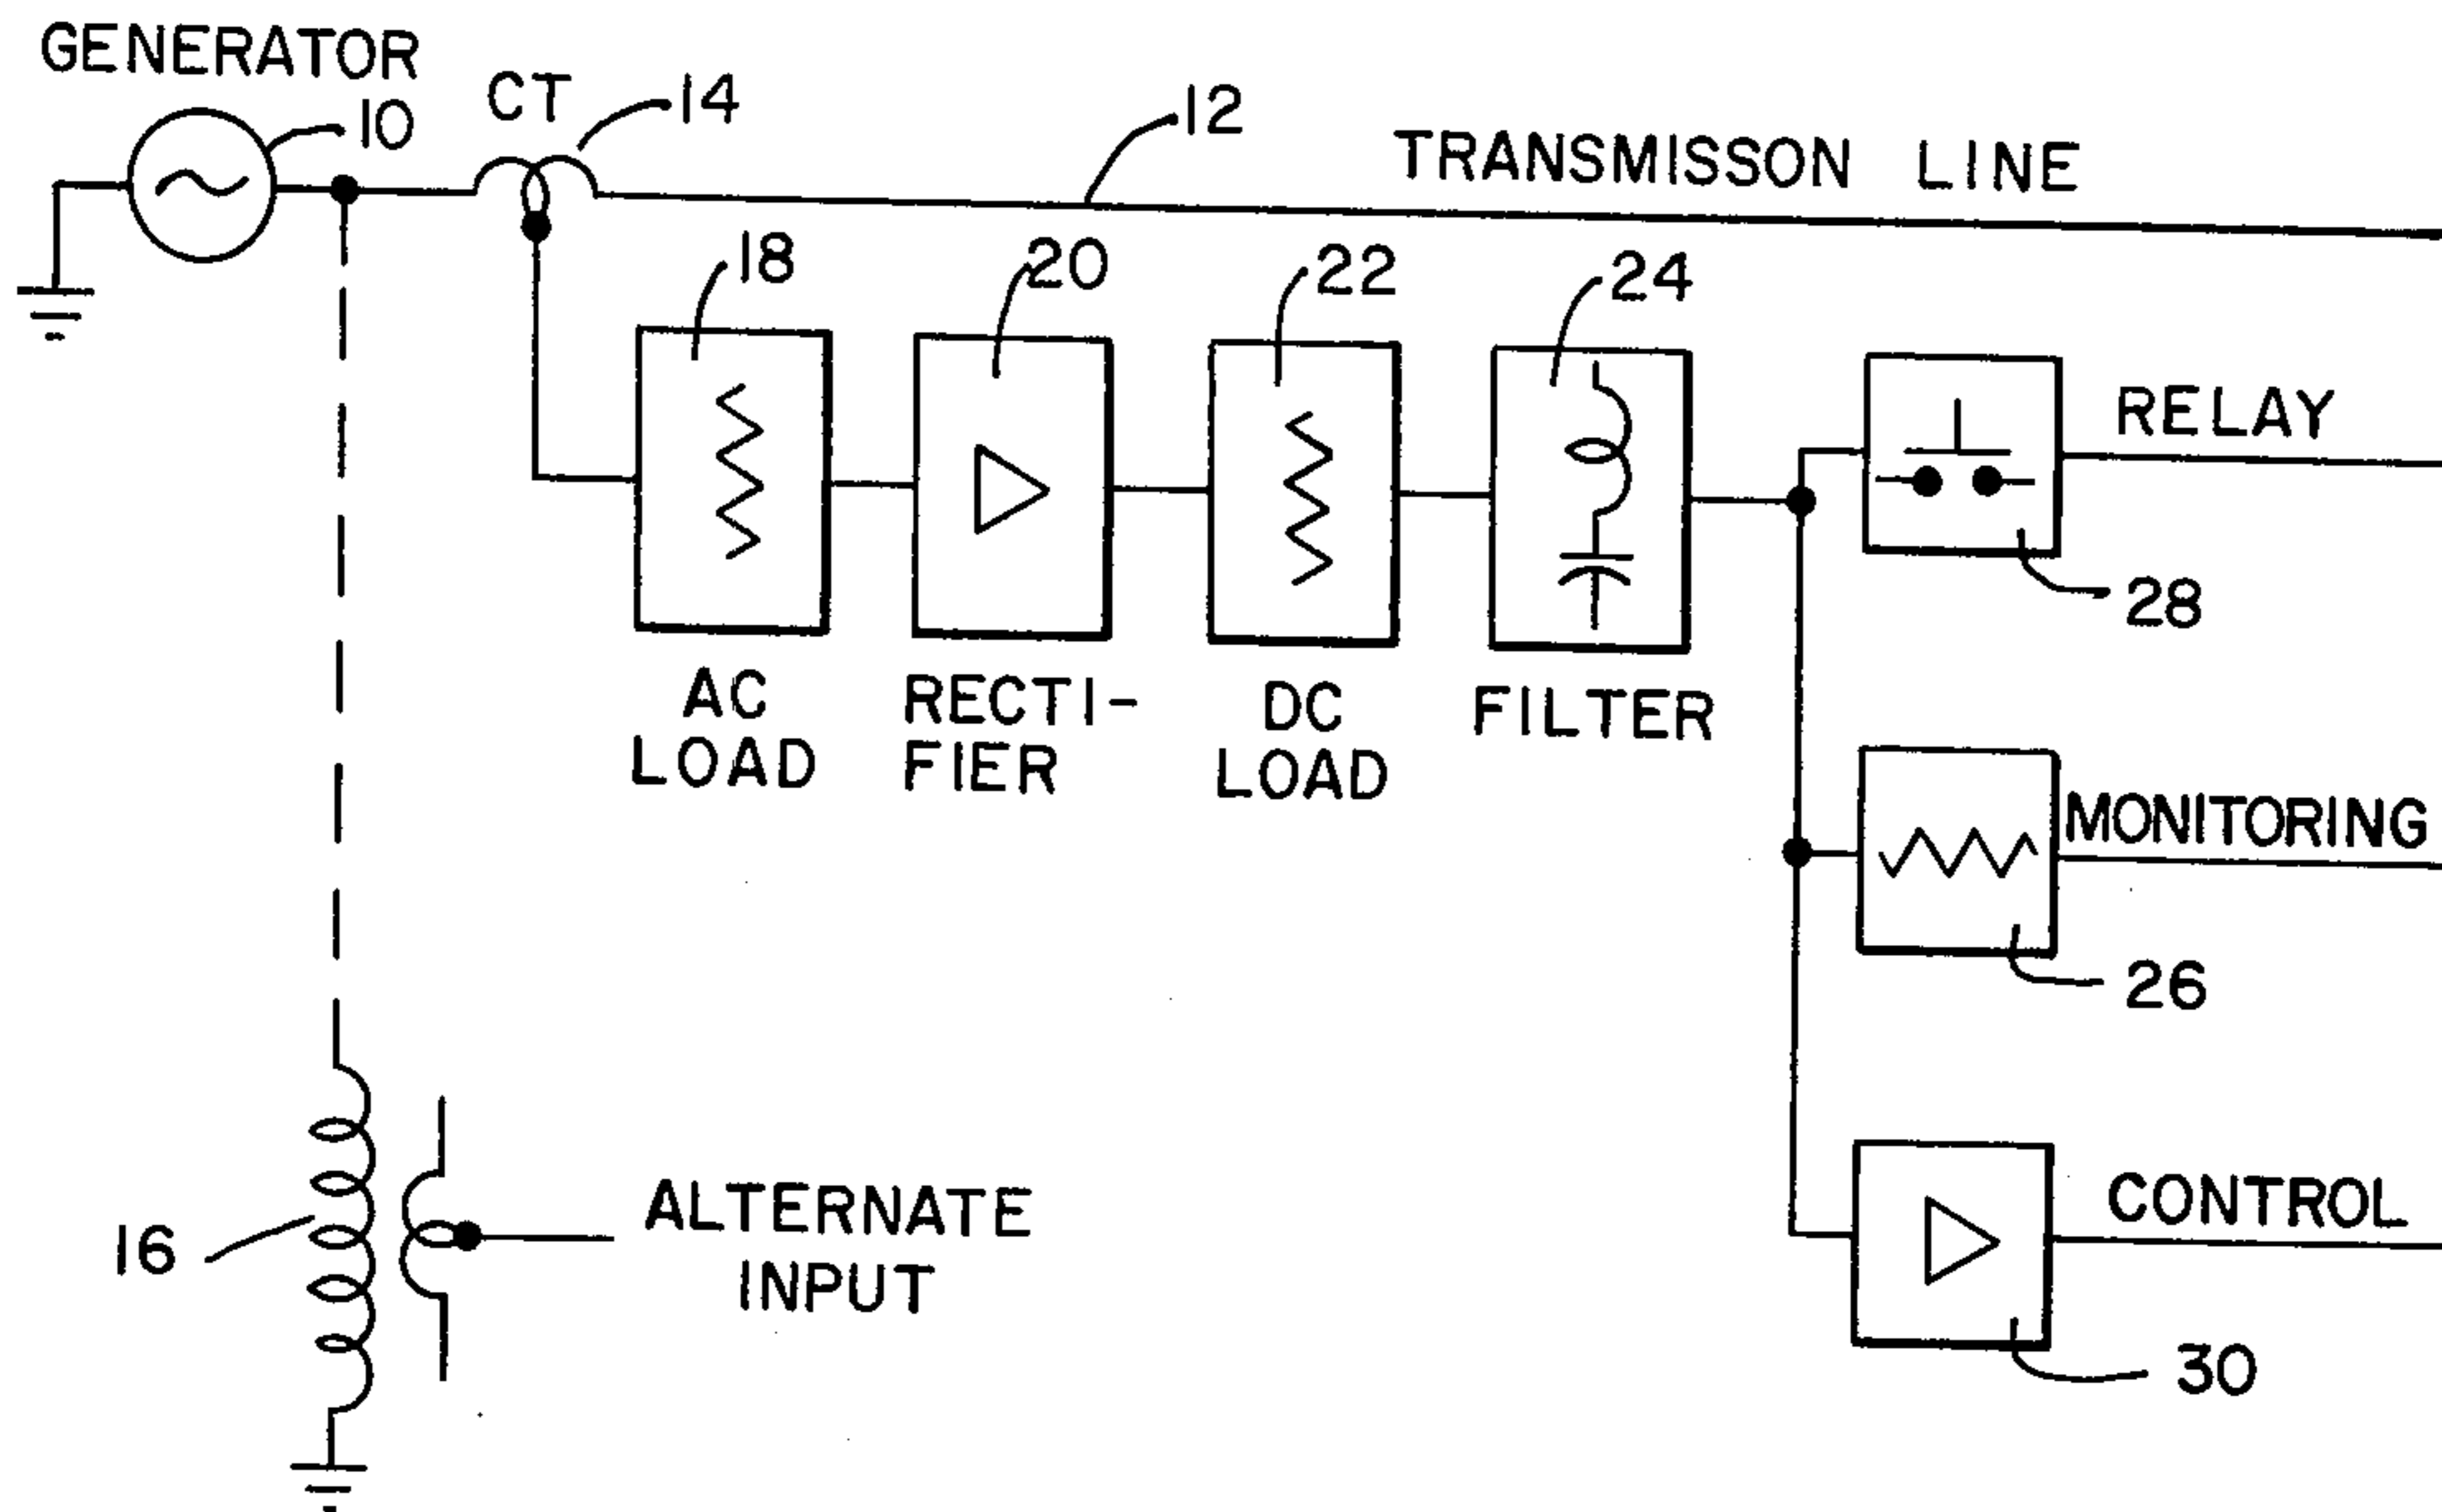 GENERATOR
10
CT
14
12
TRANSMISSON LINE
18
20
22
24
RELAY
28
AC
LOAD
RECTI-
FIER
DC
LOAD
FILTER
MONITORING
26
16
ALTERNATE
INPUT
CONTROL
30